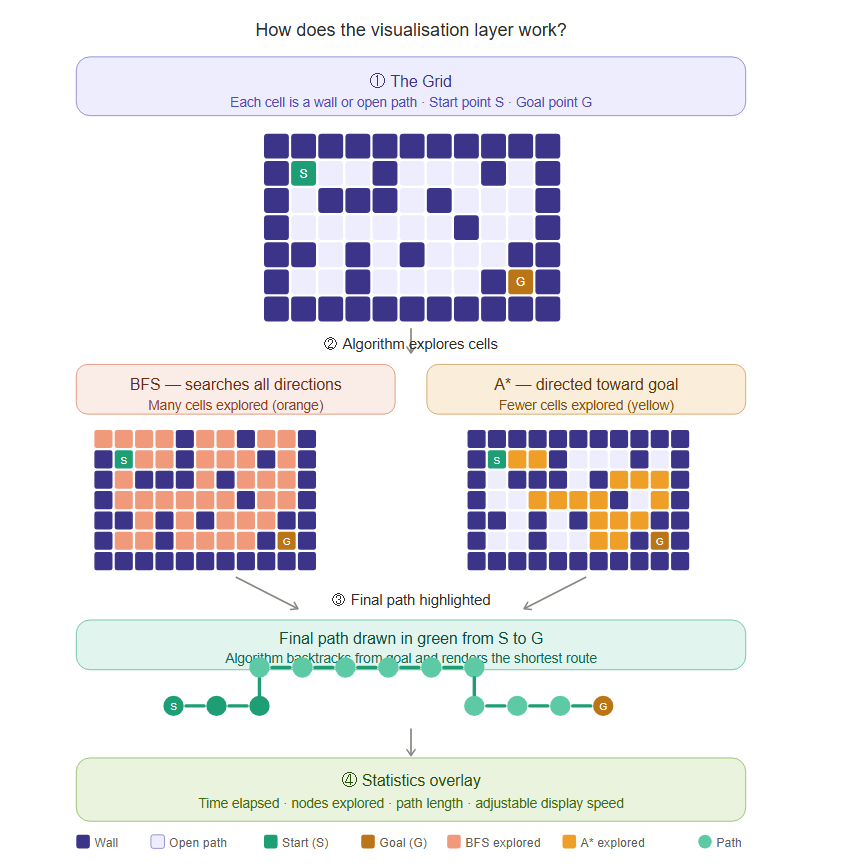 How does the visualisation layer work?
① The Grid
Each cell is a wall or open path · Start point S · Goal point G
S
G
② Algorithm explores cells
BFS — searches all directions
Many cells explored (orange)
A* — directed toward goal
Fewer cells explored (yellow)
S
G
S
G
③ Final path highlighted
Final path drawn in green from S to G
Algorithm backtracks from goal and renders the shortest route
S
G
④ Statistics overlay
Time elapsed · nodes explored · path length · adjustable display speed
Wall Open path Start (S) Goal (G) BFS explored A* explored Path